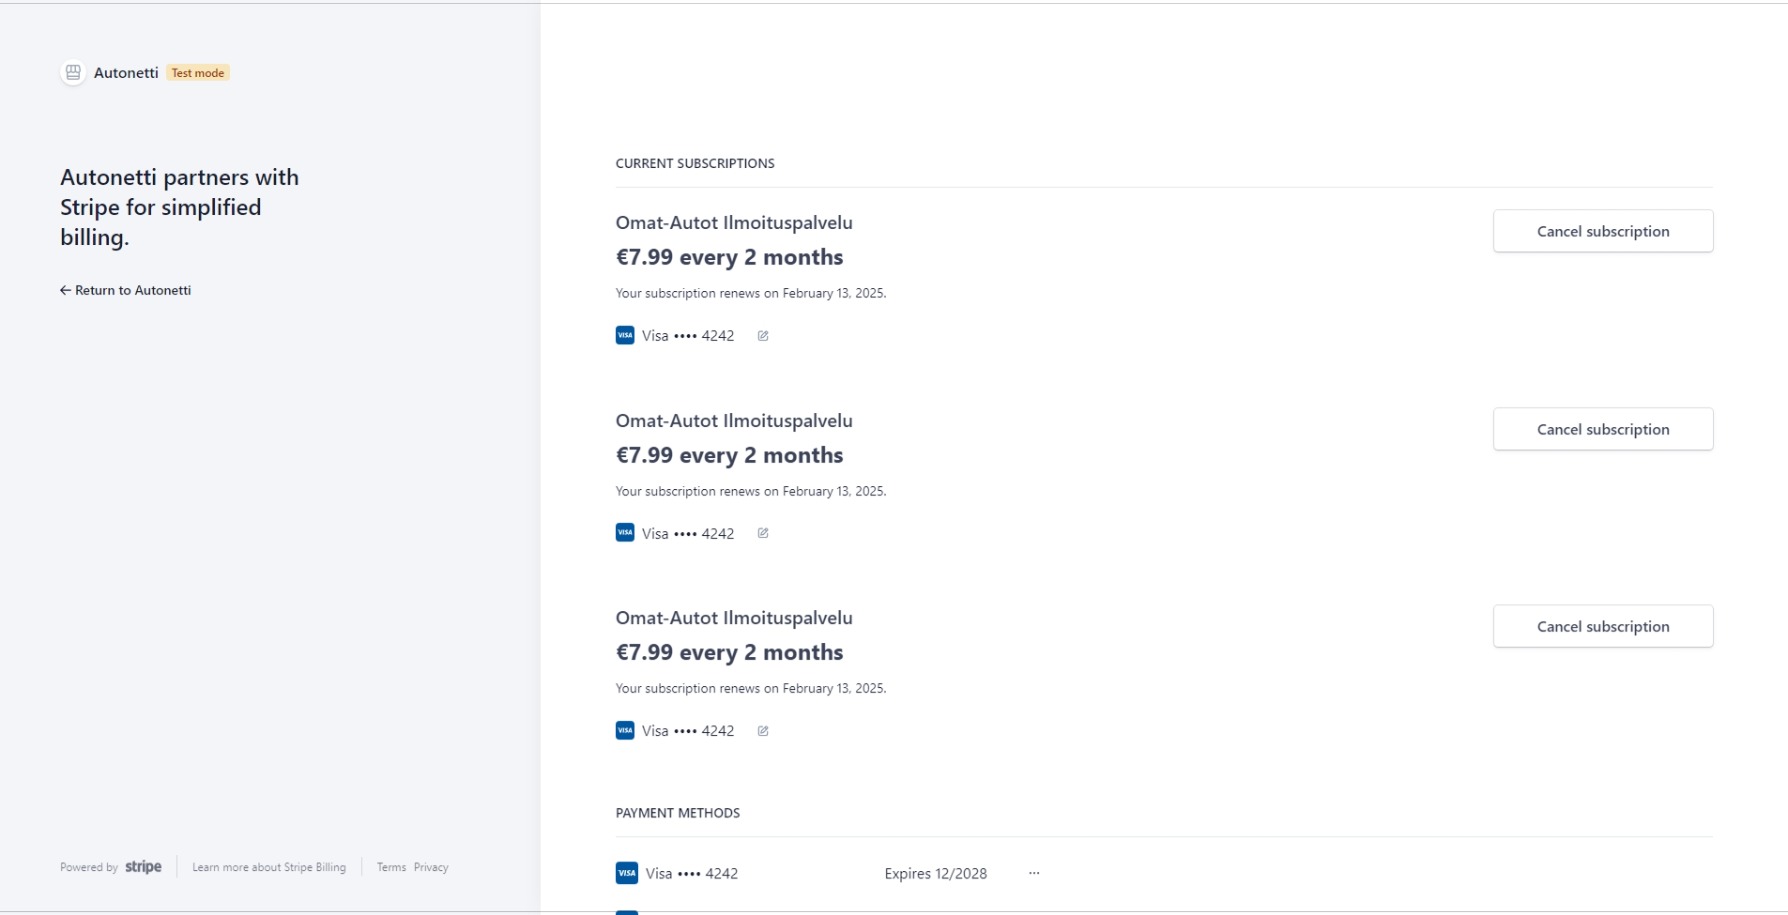 Autonetti Test mode
Autonetti partners with
Stripe for simplified
billing.
← Return to Autonetti
Powered by stripe Learn more about Stripe Billing Terms Privacy
CURRENT SUBSCRIPTIONS
Omat-Autot Ilmoituspalvelu
Cancel subscription
€7.99 every 2 months
Your subscription renews on February 13, 2025.
VISA Visa •••• 4242
Omat-Autot Ilmoituspalvelu
Cancel subscription
€7.99 every 2 months
Your subscription renews on February 13, 2025.
VISA Visa •••• 4242
Omat-Autot Ilmoituspalvelu
Cancel subscription
€7.99 every 2 months
Your subscription renews on February 13, 2025.
VISA Visa •••• 4242
PAYMENT METHODS
VISA Visa •••• 4242 Expires 12/2028 ···